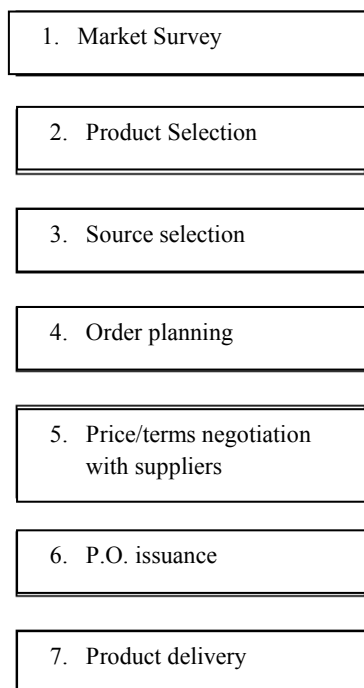 1. Market Survey
2. Product Selection
3. Source selection
4. Order planning
5. Price/terms negotiation
with suppliers
6. P.O. issuance
7. Product delivery